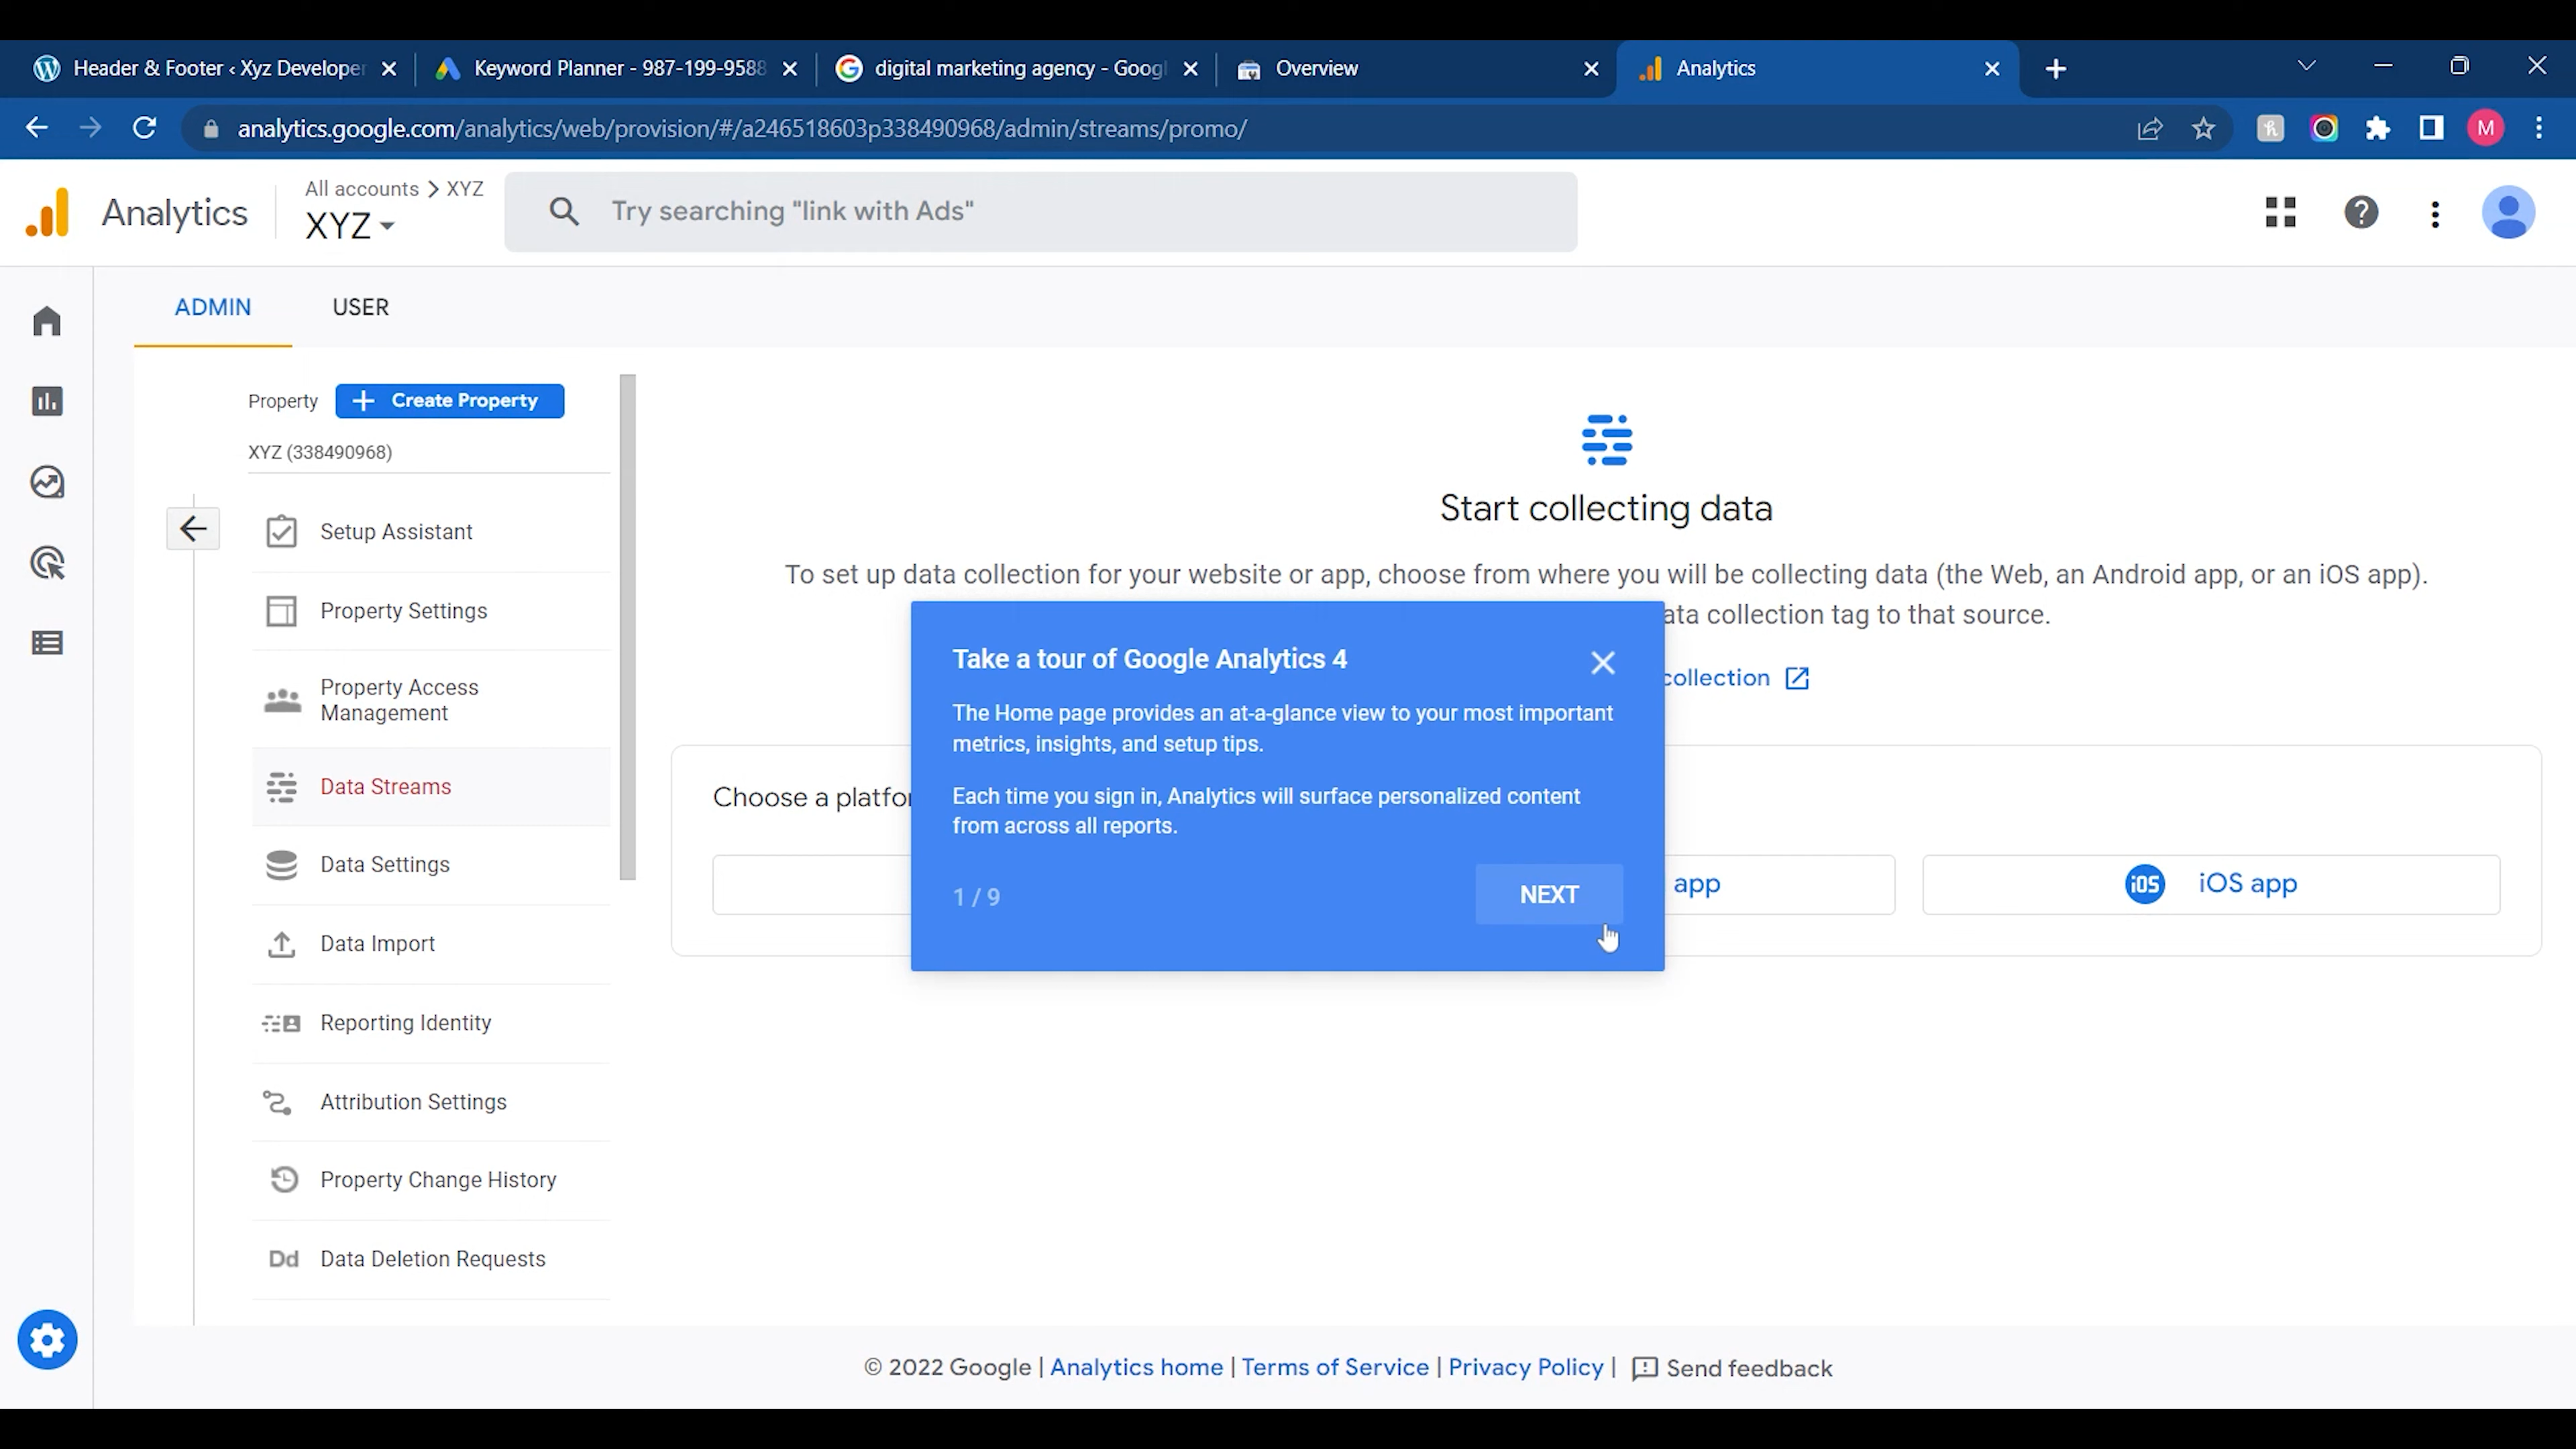 Header & Footer ‹ Xyz Developer
Keyword Planner - 987-199-9588
digital marketing agency - Googl
Overview
Analytics
analytics.google.com/analytics/web/provision/#/a246518603p338490968/admin/streams/promo/
M
Analytics
All accounts > XYZ
XYZ
Try searching "link with Ads"
ADMIN
USER
Property
+ Create Property
XYZ (338490968)
Setup Assistant
Property Settings
Property Access
Management
Data Streams
Data Settings
Data Import
Reporting Identity
Attribution Settings
Property Change History
Dd Data Deletion Requests
Start collecting data
To set up data collection for your website or app, choose from where you will be collecting data (the Web, an Android app, or an iOS app).
ata collection tag to that source.
collection
Choose a platfor
app
iOS iOS app
Take a tour of Google Analytics 4
The Home page provides an at-a-glance view to your most important
metrics, insights, and setup tips.
Each time you sign in, Analytics will surface personalized content
from across all reports.
1 / 9
NEXT
© 2022 Google | Analytics home | Terms of Service | Privacy Policy | Send feedback